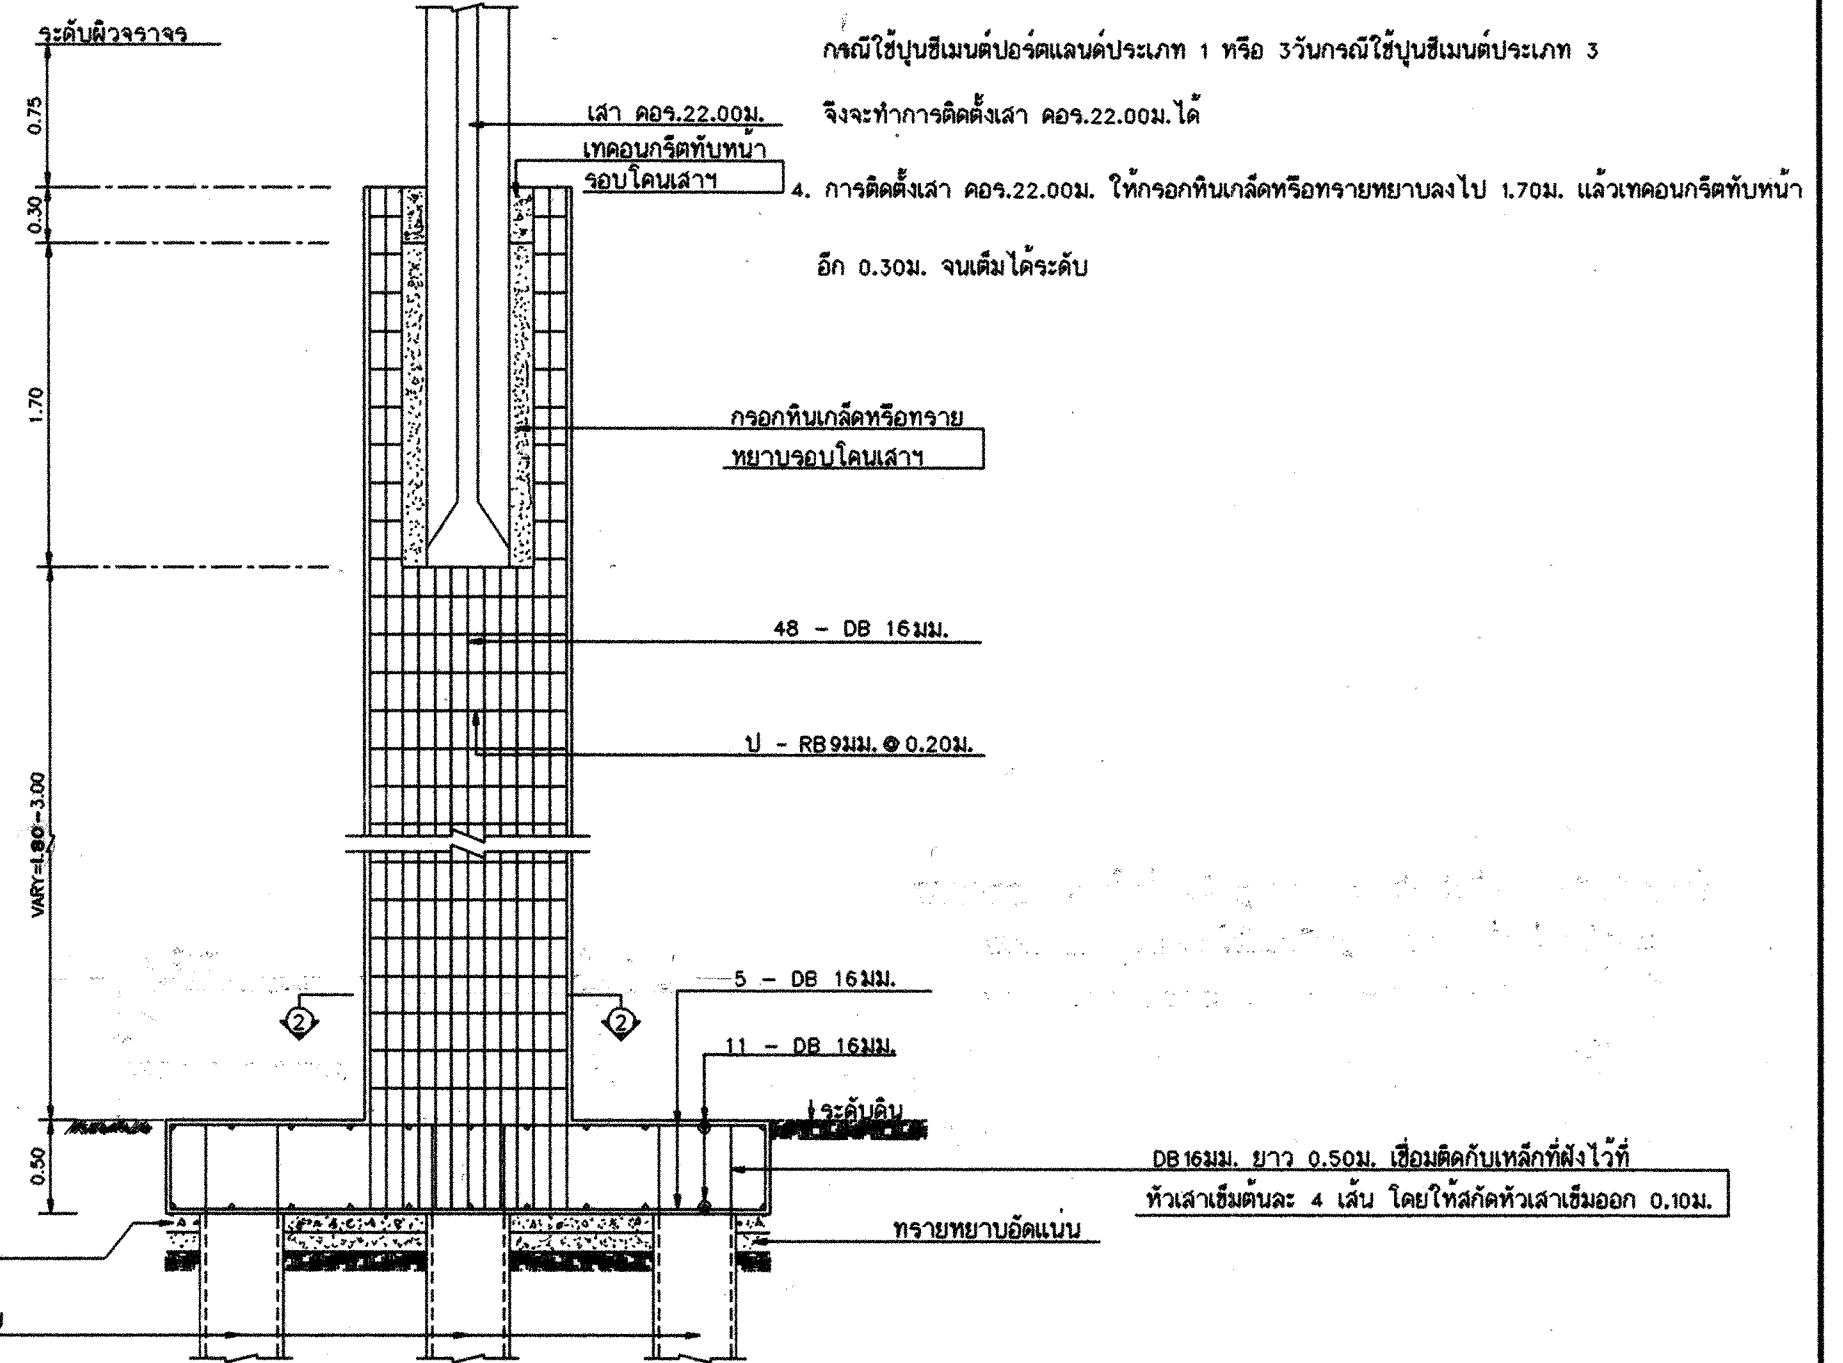 ระดับผิวจราจร
กรณีใช้ปูนซีเมนต์ปอร์ตแลนด์ประเภท 1 หรือ 3วันกรณีใช้ปูนซีเมนต์ประเภท 3
0.75
เสา คอร.22.00ม.
จึงจะทำการติดตั้งเสา คอร.22.00ม.ได้
เทคอนกรีตทับหน้า
รอบโคนเสาฯ
4. การติดตั้งเสา คอร.22.00ม. ให้กรอกหินเกล็ดหรือทรายหยาบลงไป 1.70ม. แล้วเทคอนกรีตทับหน้า
0.30
อีก 0.30ม. จนเต็มได้ระดับ
1.70
กรอกหินเกล็ดหรือทราย
หยาบรอบโคนเสาฯ
48 - DB 16มม.
ป - RB9มม.@0.20ม.
VARY=1.80-3.00
5 - DB 16มม.
2
2
11 - DB 16มม.
ระดับดิน
0.50
DB16มม. ยาว 0.50ม. เชื่อมติดกับเหล็กที่ฝังไว้ที่
หัวเสาเข็มต้นละ 4 เส้น โดยให้สกัดหัวเสาเข็มออก 0.10ม.
ทรายหยาบอัดแน่น